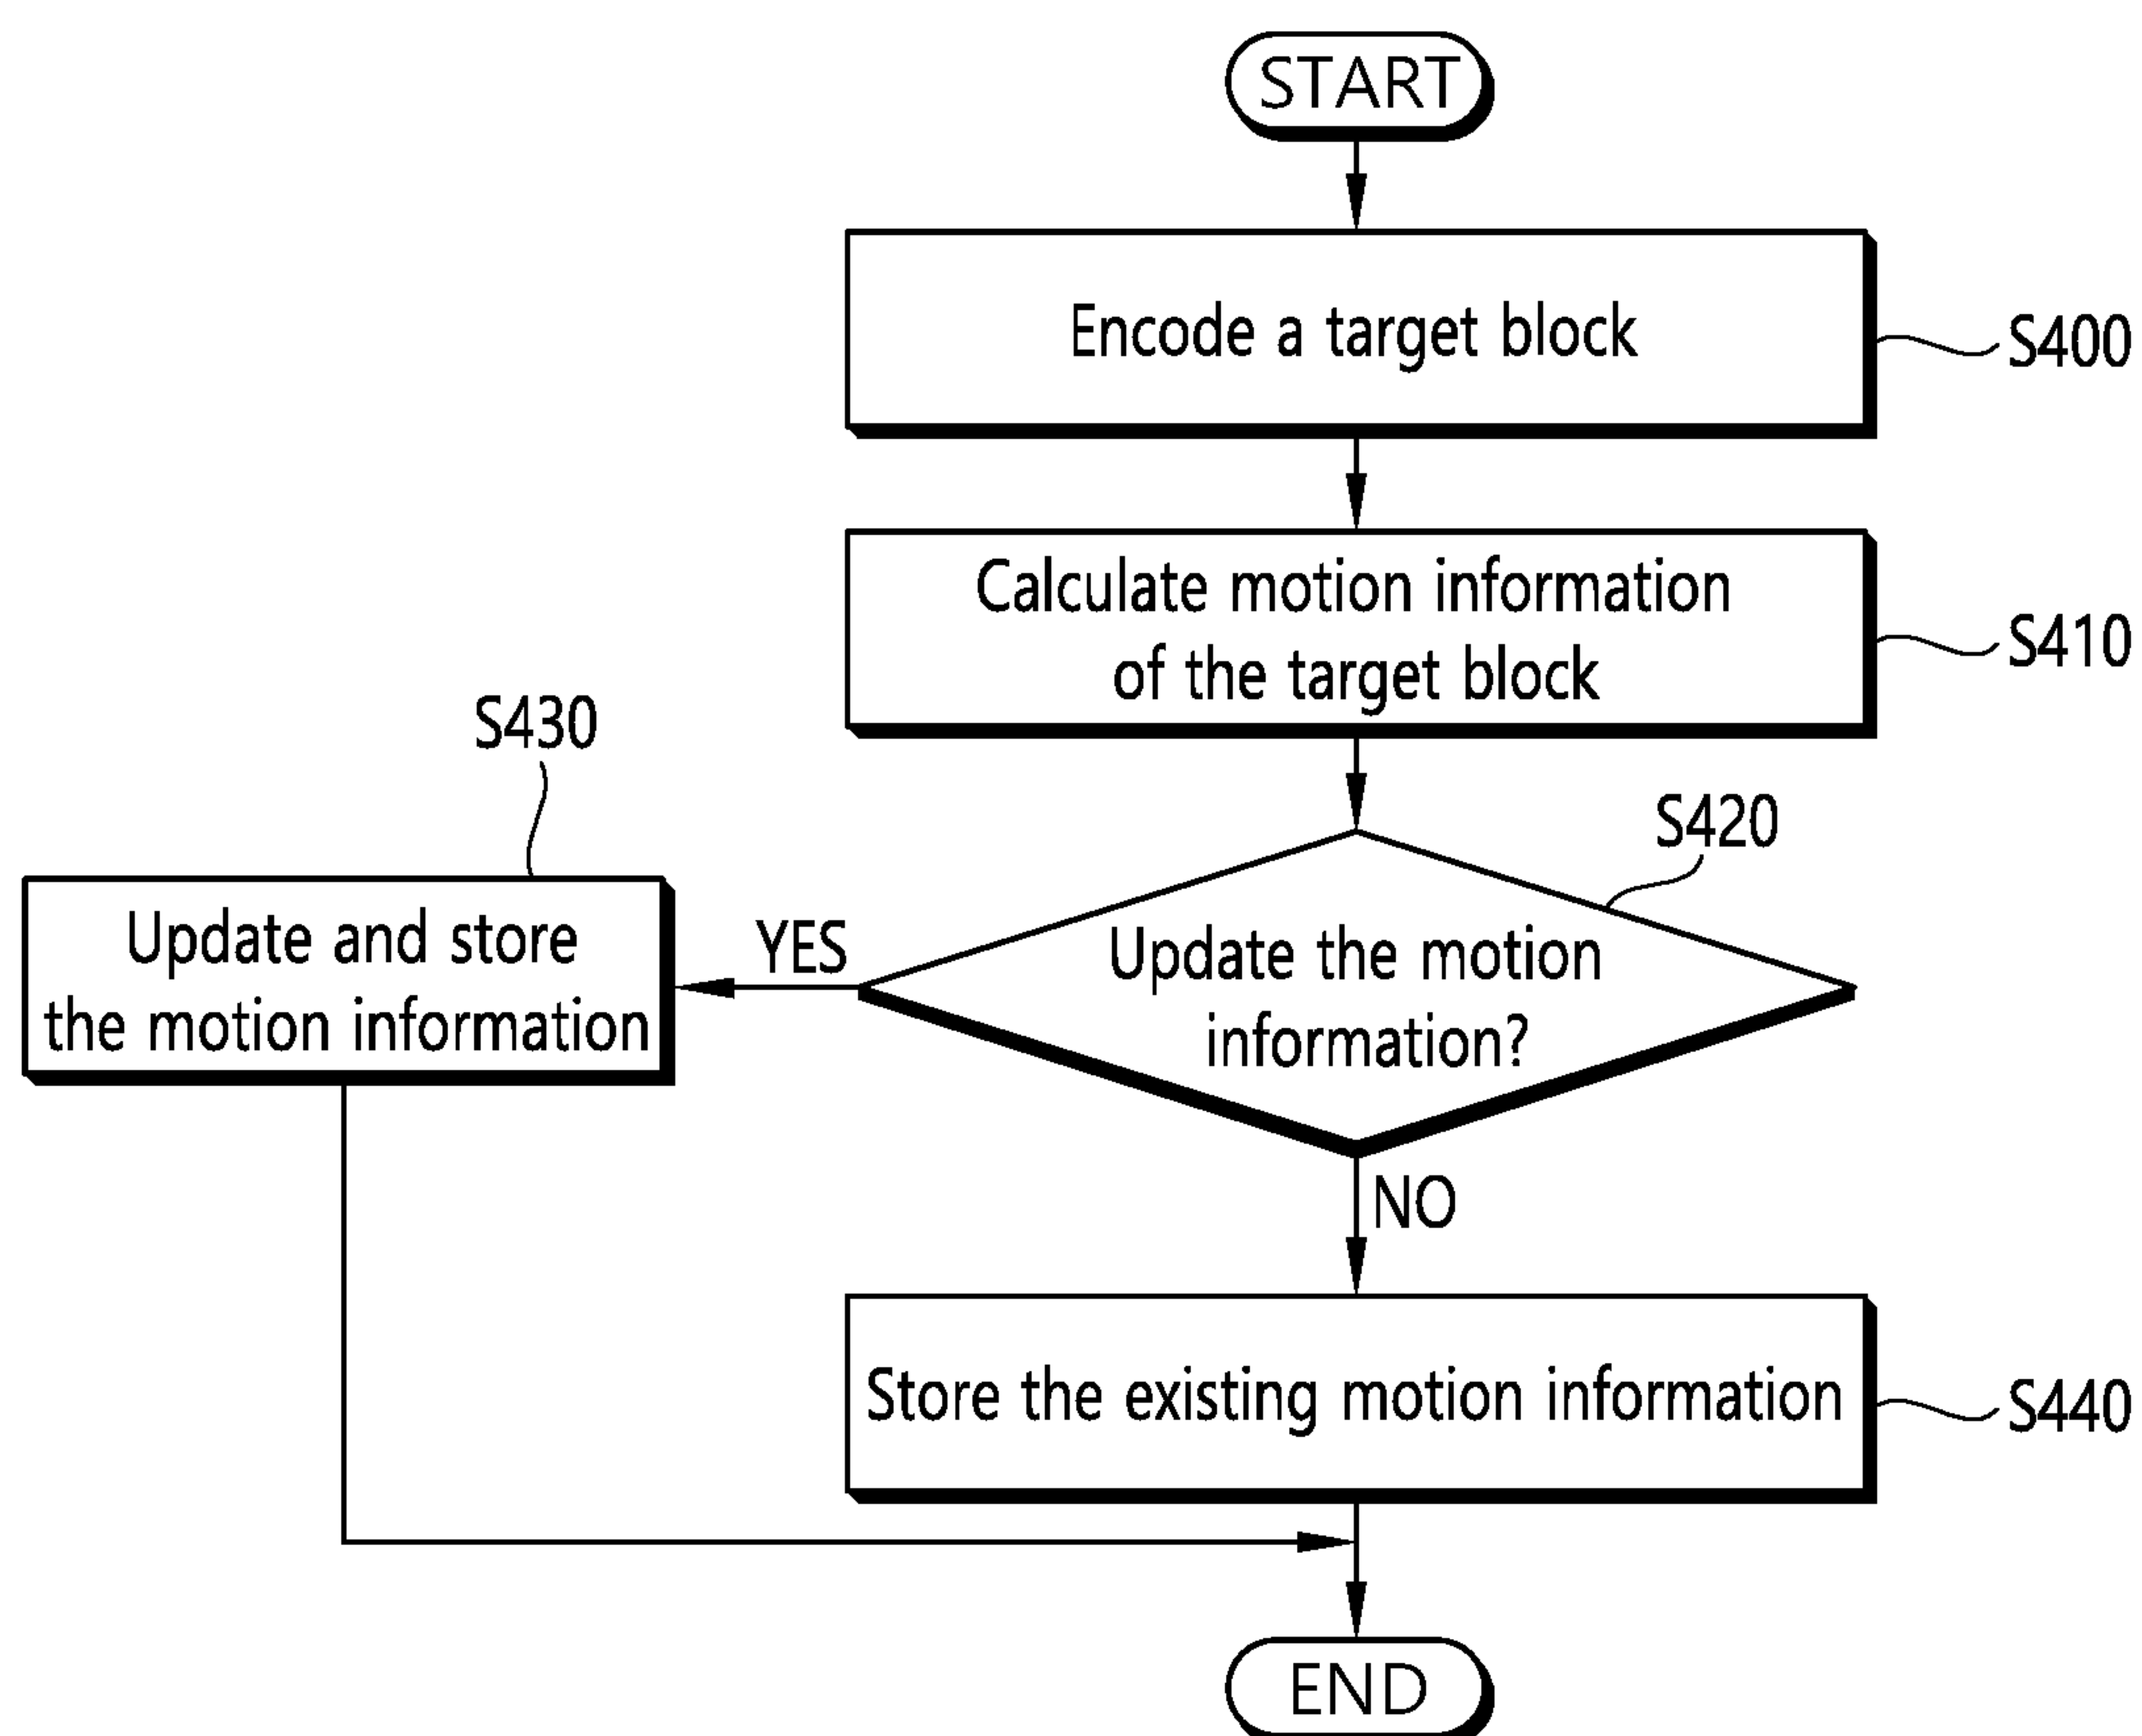 START
Encode a target block
S400
Calculate motion information
of the target block
S410
S430
S420
Update and store
the motion information
YES
Update the motion
information?
NO
Store the existing motion information
S440
END